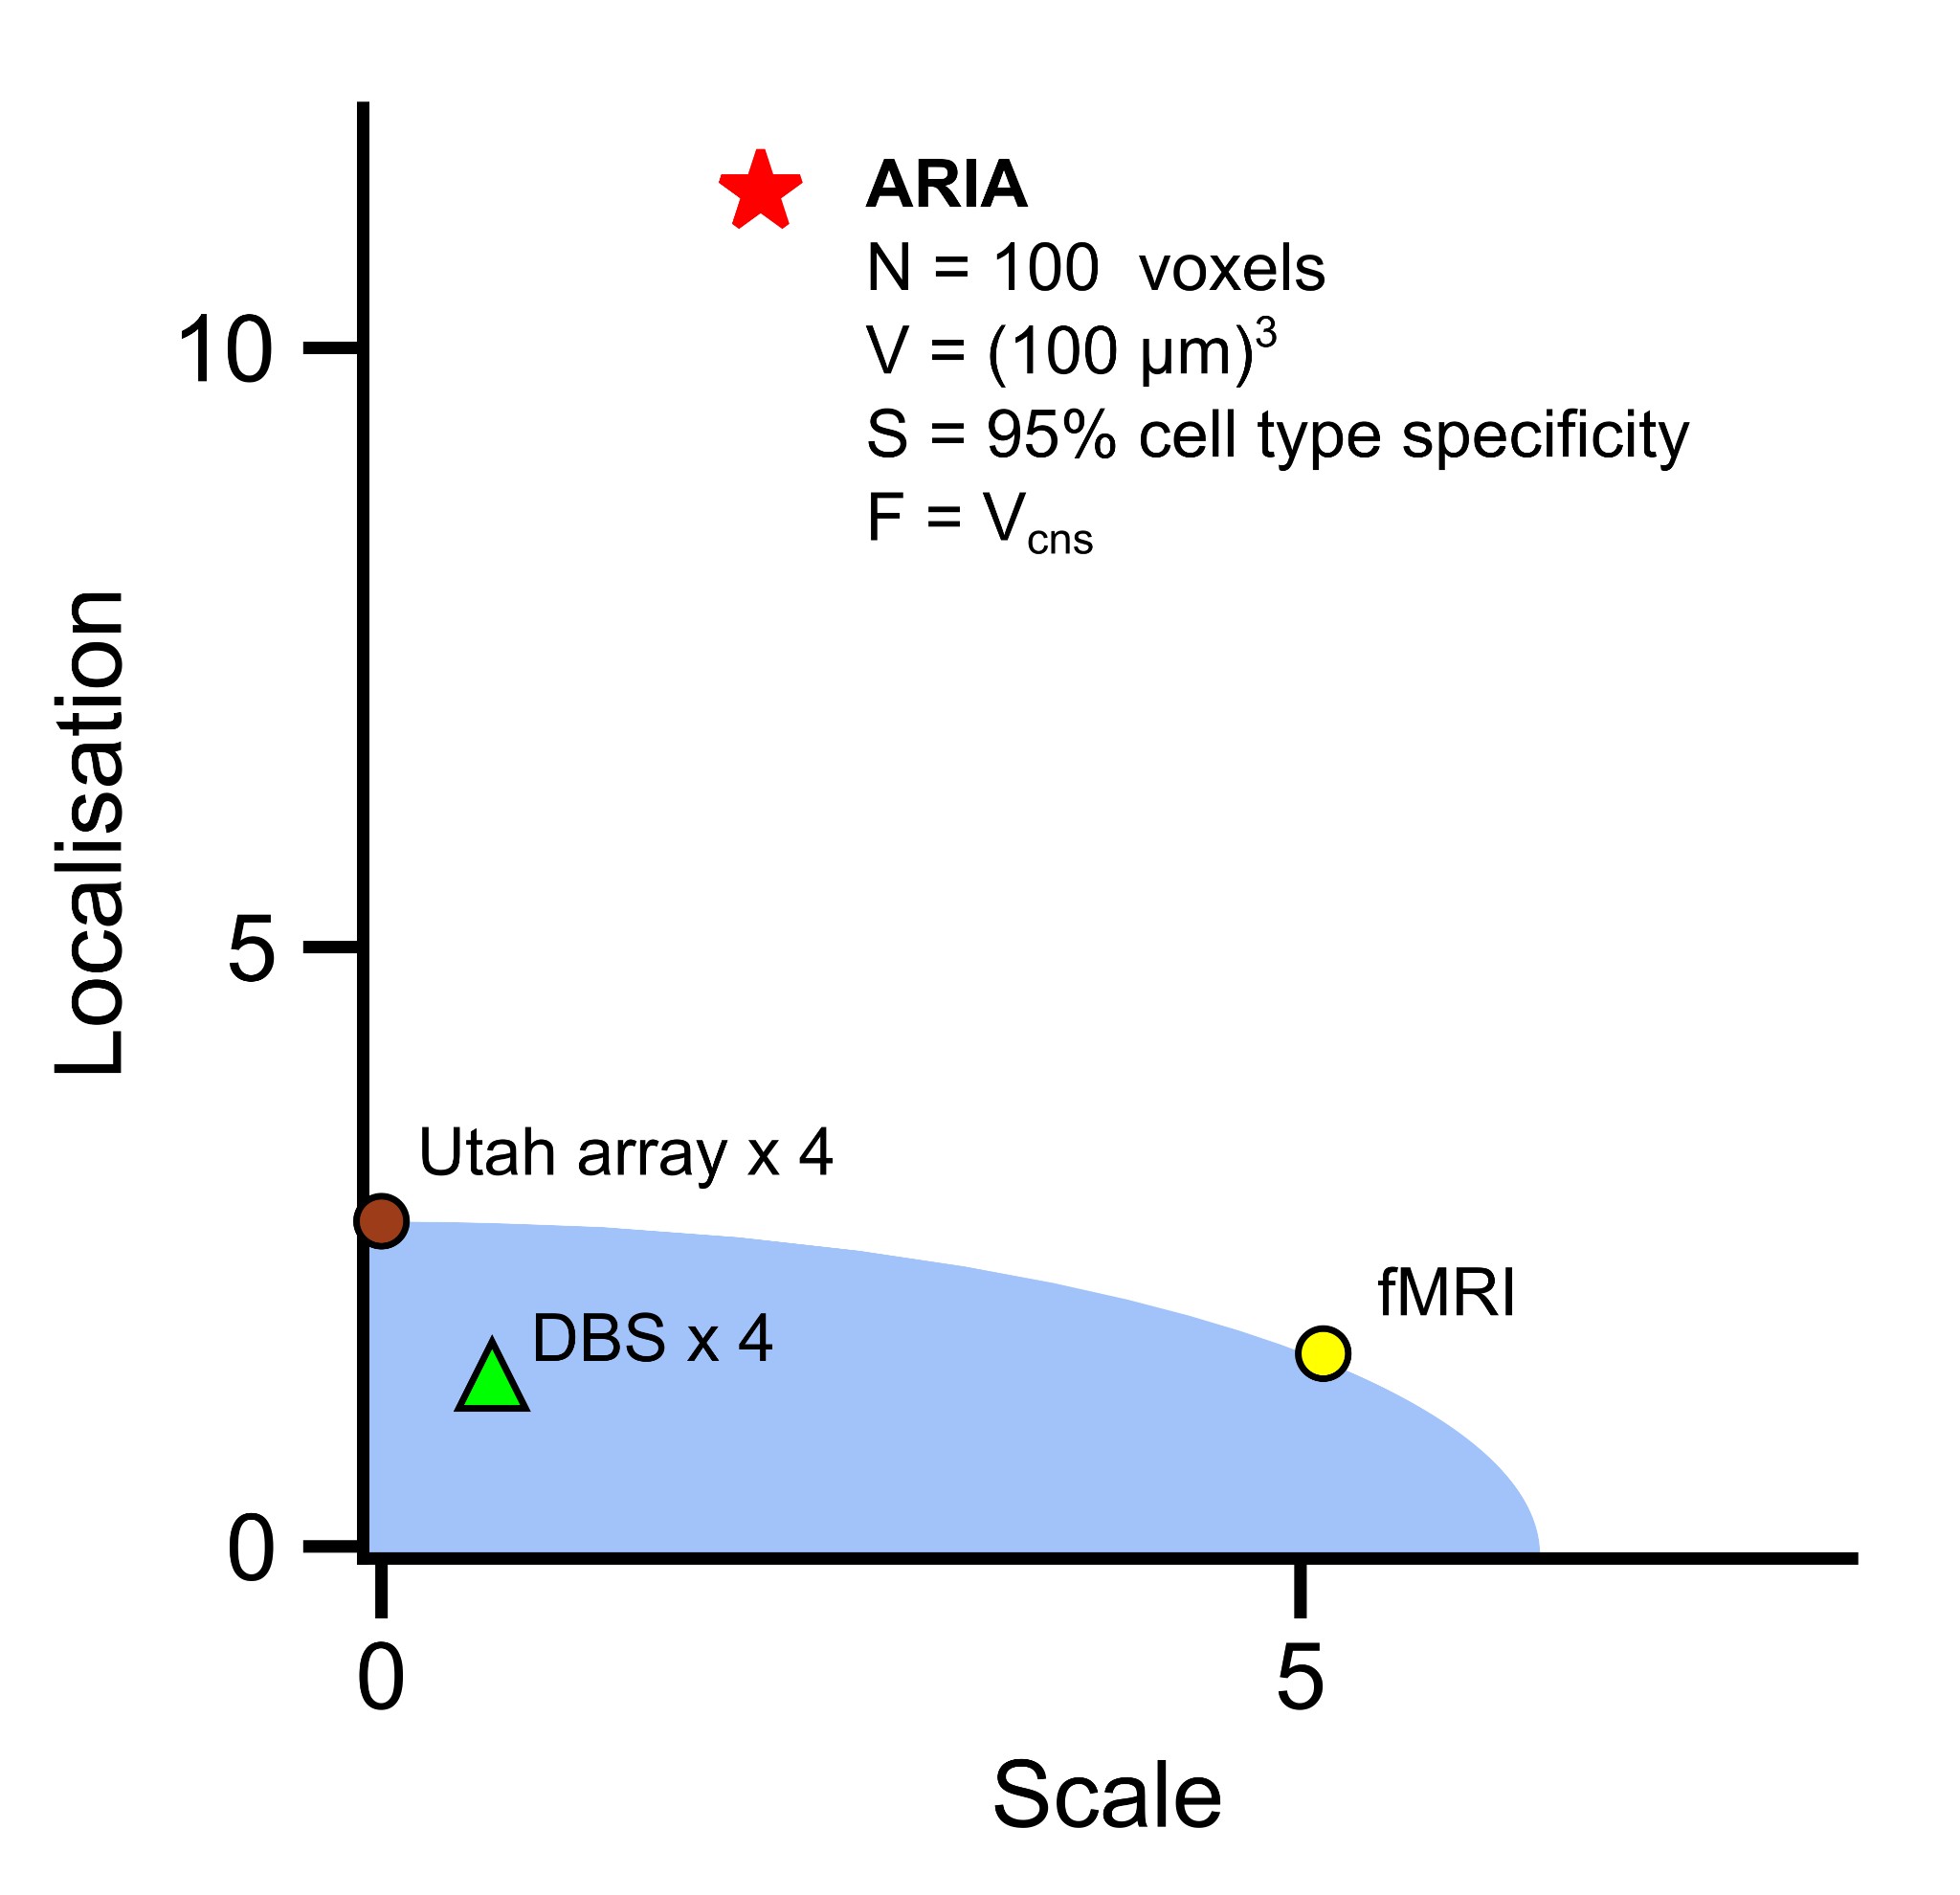 ARIA
N = 100 voxels
V = (100 µm)³
S = 95% cell type specificity
F = Vcns
10
5
0
Localisation
Utah array x 4
DBS x 4
fMRI
0
5
Scale